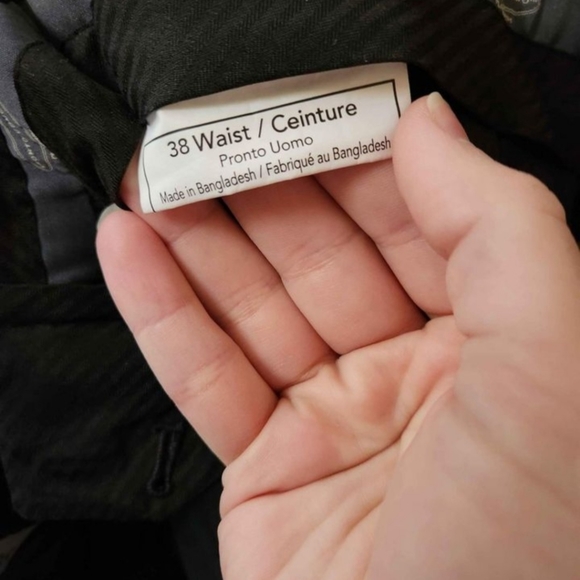 38 Waist / Ceinture
Pronto Uomo
Made in Bangladesh / Fabriqué au Bangladesh